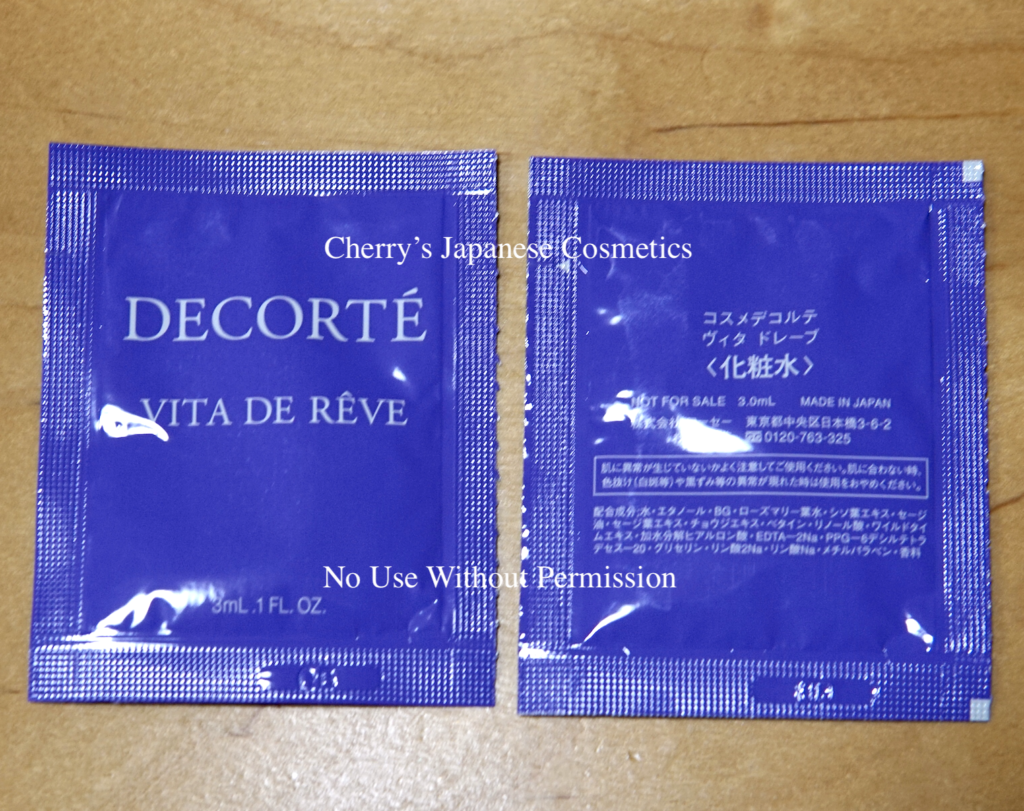 Cherry's Japanese Cosmetics
DECORTÉ
VITA DE RÊVE
3mL .1 FL. OZ.
コスメデコルテ
ヴィタ ドレーブ
〈化粧水〉
NOT FOR SALE 3.0mL MADE IN JAPAN
株式会社 コーセー 東京都中央区日本橋3-6-2
0120-763-325
肌に異常が生じていないかよく注意してご使用ください。肌に合わない時、
色抜け(白斑等)や黒ずみ等の異常が現れた時は使用をおやめください。
配合成分:水・エタノール・BG・ローズマリー葉水・シソ葉エキス・セージ
油・セージ葉エキス・チョウジエキス・ベタイン・リノール酸・ワイルドタイ
ムエキス・加水分解ヒアルロン酸・EDTA-2Na・PPG-6デシルテトラ
デセス-20・グリセリン・リン酸2Na・リン酸Na・メチルパラベン・香料
No Use Without Permission